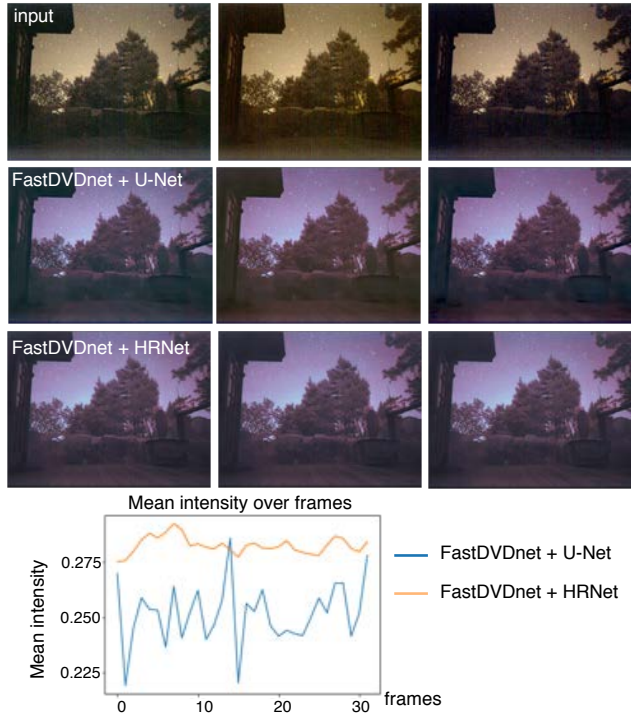 input
FastDVDnet + U-Net
FastDVDnet + HRNet
Mean intensity over frames
Mean intensity
0.275
0.250
0.225
0
10
20
30
frames
FastDVDnet + U-Net
FastDVDnet + HRNet